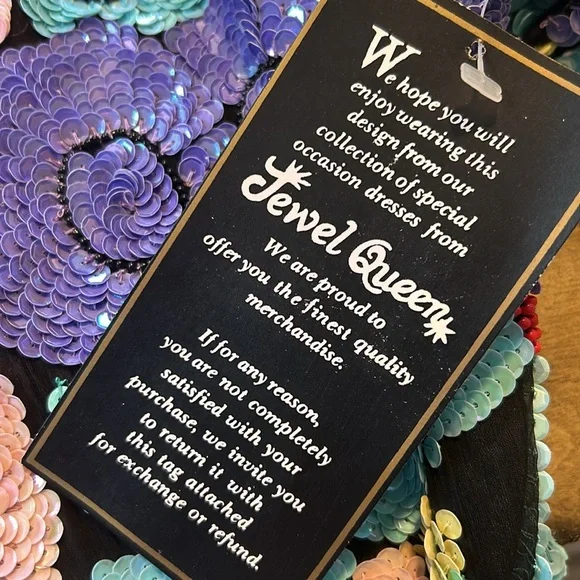 We hope you will
enjoy wearing this
design from our
collection of special
occasion dresses from
Jewel Queen
We are proud to
offer you the finest quality
merchandise.
If for any reason,
you are not completely
satisfied with your
purchase, we invite you
to return it with
this tag attached
for exchange or refund.